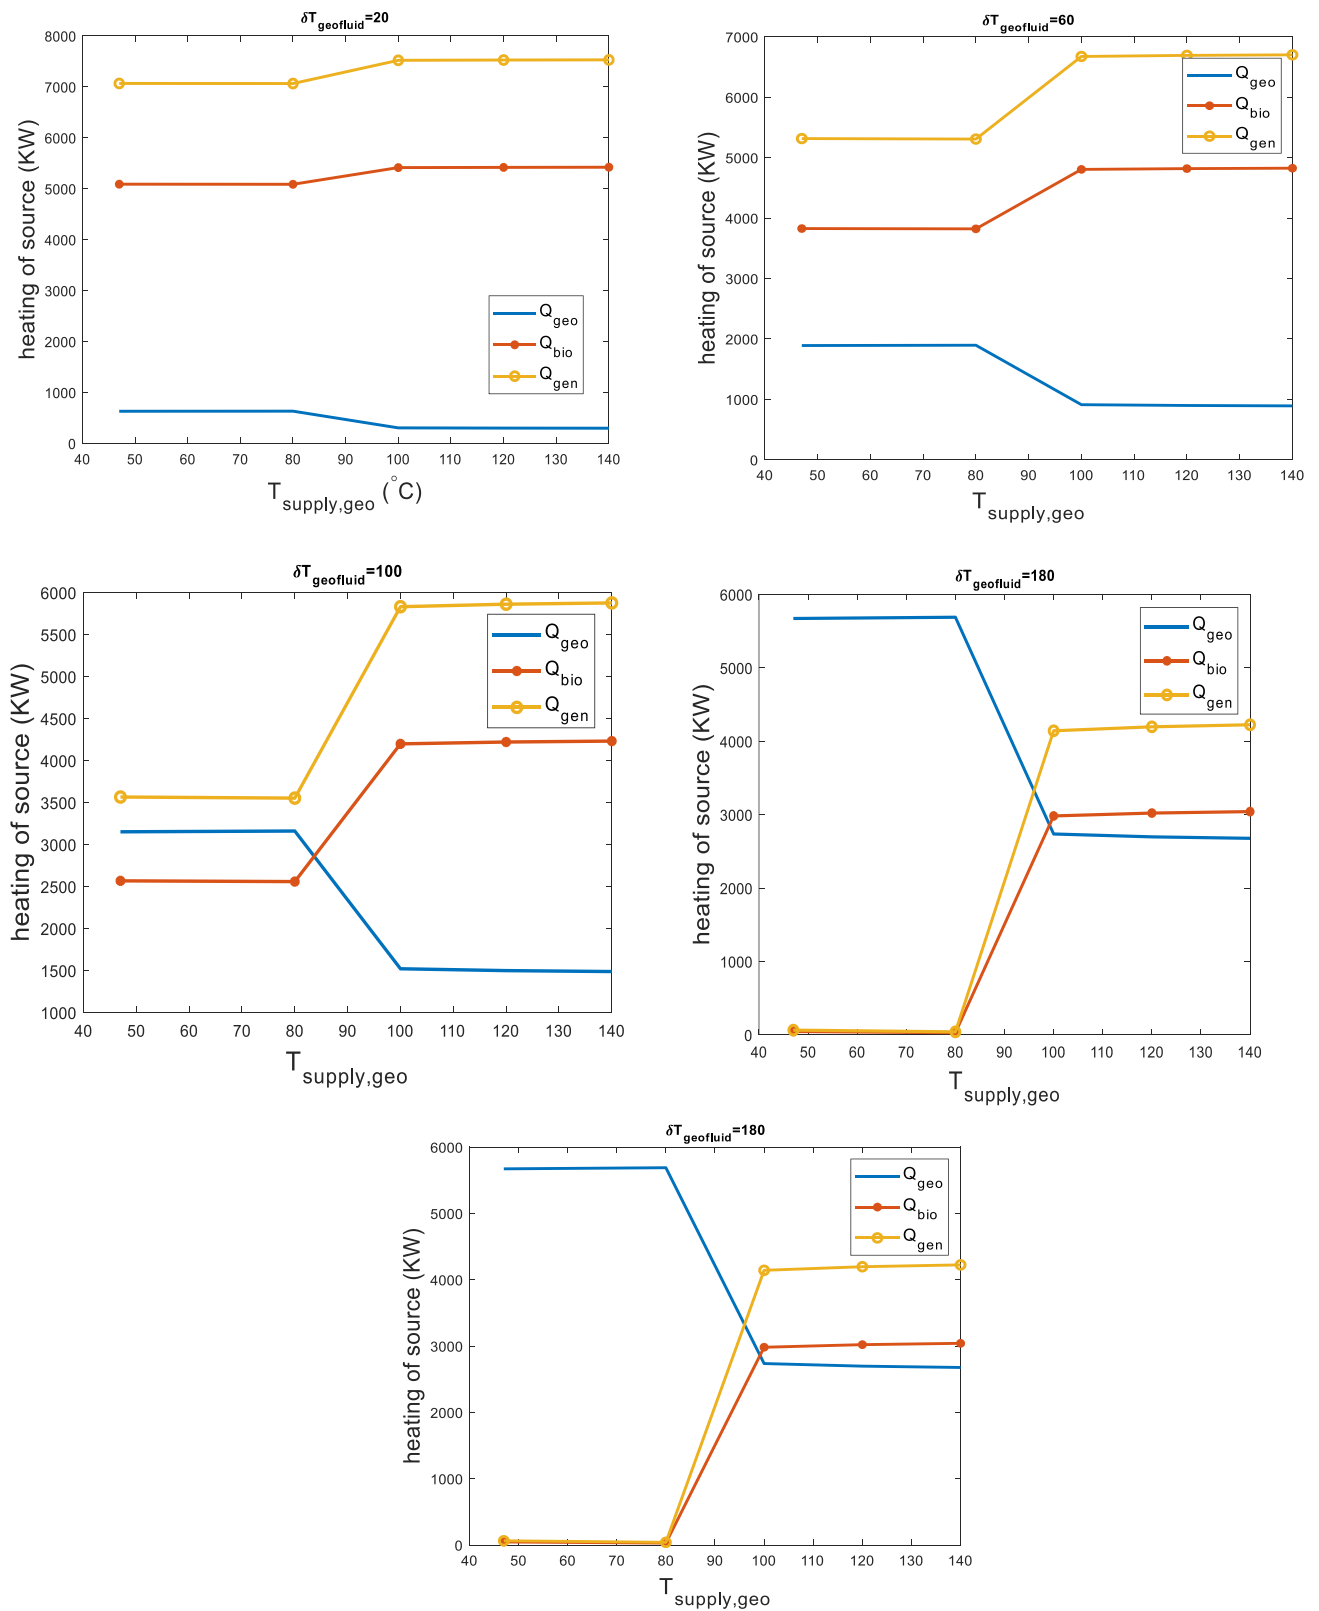 δT_geofluid=20
8000
7000
6000
5000
4000
3000
2000
1000
0
heating of source (KW)
Q_geo
Q_bio
Q_gen
40 50 60 70 80 90 100 110 120 130 140
T_supply,geo (°C)
δT_geofluid=60
7000
6000
5000
4000
3000
2000
1000
0
heating of source (KW)
Q_geo
Q_bio
Q_gen
40 50 60 70 80 90 100 110 120 130 140
T_supply,geo
δT_geofluid=100
6000
5500
5000
4500
4000
3500
3000
2500
2000
1500
1000
heating of source (KW)
Q_geo
Q_bio
Q_gen
40 50 60 70 80 90 100 110 120 130 140
T_supply,geo
δT_geofluid=180
6000
5000
4000
3000
2000
1000
0
heating of source (KW)
Q_geo
Q_bio
Q_gen
40 50 60 70 80 90 100 110 120 130 140
T_supply,geo
δT_geofluid=180
6000
5000
4000
3000
2000
1000
0
heating of source (KW)
Q_geo
Q_bio
Q_gen
40 50 60 70 80 90 100 110 120 130 140
T_supply,geo